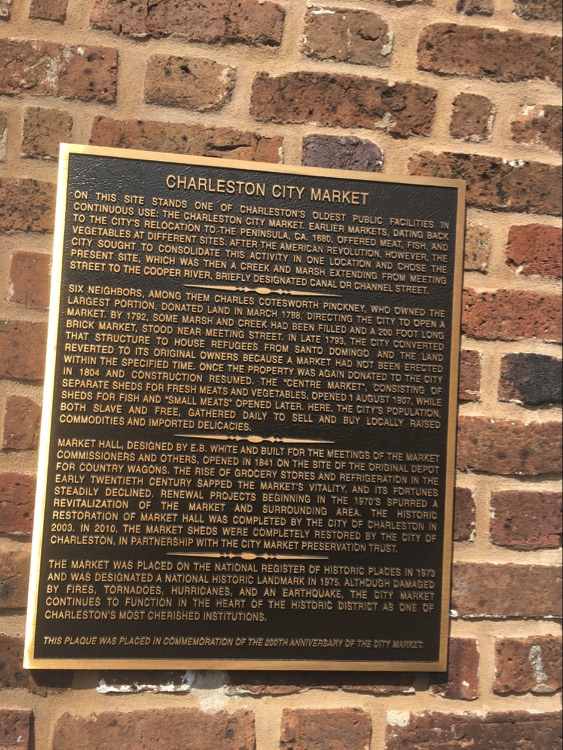 CHARLESTON CITY MARKET
ON THIS SITE STANDS ONE OF CHARLESTON'S OLDEST PUBLIC FACILITIES IN
CONTINUOUS USE: THE CHARLESTON CITY MARKET. EARLIER MARKETS, DATING BACK
TO THE CITY'S RELOCATION TO THE PENINSULA, CA. 1680, OFFERED MEAT, FISH, AND
VEGETABLES AT DIFFERENT SITES. AFTER THE AMERICAN REVOLUTION, HOWEVER, THE
CITY SOUGHT TO CONSOLIDATE THIS ACTIVITY IN ONE LOCATION AND CHOSE THE
PRESENT SITE, WHICH WAS THEN A CREEK AND MARSH EXTENDING FROM MEETING
STREET TO THE COOPER RIVER, BRIEFLY DESIGNATED CANAL OR CHANNEL STREET.
SIX NEIGHBORS, AMONG THEM CHARLES COTESWORTH PINCKNEY, WHO OWNED THE
LARGEST PORTION, DONATED LAND IN MARCH 1788, DIRECTING THE CITY TO OPEN A
MARKET. BY 1792, SOME MARSH AND CREEK HAD BEEN FILLED AND A 200 FOOT LONG
BRICK MARKET, STOOD NEAR MEETING STREET. IN LATE 1793, THE CITY CONVERTED
THAT STRUCTURE TO HOUSE REFUGEES FROM SANTO DOMINGO AND THE LAND
REVERTED TO ITS ORIGINAL OWNERS BECAUSE A MARKET HAD NOT BEEN ERECTED
WITHIN THE SPECIFIED TIME. ONCE THE PROPERTY WAS AGAIN DONATED TO THE CITY
IN 1804 AND CONSTRUCTION RESUMED. THE "CENTRE MARKET", CONSISTING OF
SEPARATE SHEDS FOR FRESH MEATS AND VEGETABLES, OPENED 1 AUGUST 1807, WHILE
SHEDS FOR FISH AND "SMALL MEATS" OPENED LATER. HERE, THE CITY'S POPULATION,
BOTH SLAVE AND FREE, GATHERED DAILY TO SELL AND BUY LOCALLY RAISED
COMMODITIES AND IMPORTED DELICACIES.
MARKET HALL, DESIGNED BY E.B. WHITE AND BUILT FOR THE MEETINGS OF THE MARKET
COMMISSIONERS AND OTHERS, OPENED IN 1841 ON THE SITE OF THE ORIGINAL DEPOT
FOR COUNTRY WAGONS. THE RISE OF GROCERY STORES AND REFRIGERATION IN THE
EARLY TWENTIETH CENTURY SAPPED THE MARKET'S VITALITY, AND ITS FORTUNES
STEADILY DECLINED. RENEWAL PROJECTS BEGINNING IN THE 1970'S SPURRED A
REVITALIZATION OF THE MARKET AND SURROUNDING AREA. THE HISTORIC
RESTORATION OF MARKET HALL WAS COMPLETED BY THE CITY OF CHARLESTON IN
2003. IN 2010, THE MARKET SHEDS WERE COMPLETELY RESTORED BY THE CITY OF
CHARLESTON, IN PARTNERSHIP WITH THE CITY MARKET PRESERVATION TRUST.
THE MARKET WAS PLACED ON THE NATIONAL REGISTER OF HISTORIC PLACES IN 1973
AND WAS DESIGNATED A NATIONAL HISTORIC LANDMARK IN 1975. ALTHOUGH DAMAGED
BY FIRES, TORNADOES, HURRICANES, AND AN EARTHQUAKE, THE CITY MARKET
CONTINUES TO FUNCTION IN THE HEART OF THE HISTORIC DISTRICT AS ONE OF
CHARLESTON'S MOST CHERISHED INSTITUTIONS.
THIS PLAQUE WAS PLACED IN COMMEMORATION OF THE 200TH ANNIVERSARY OF THE CITY MARKET.